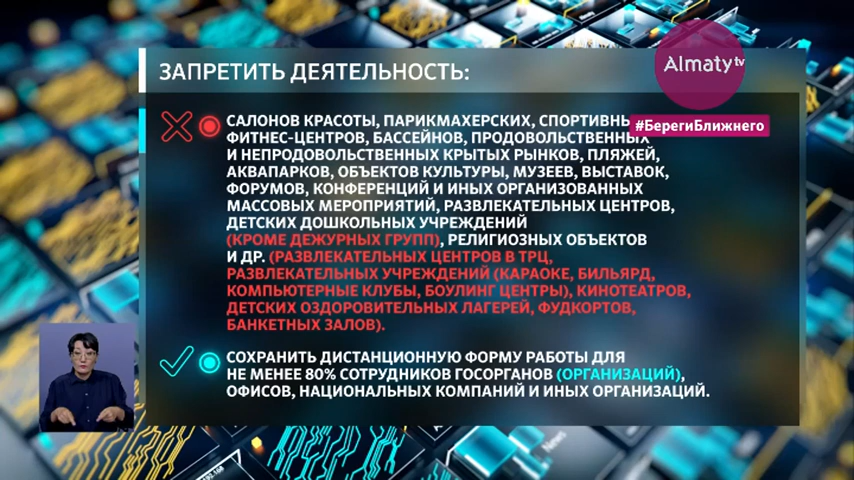 Almaty tv
ЗАПРЕТИТЬ ДЕЯТЕЛЬНОСТЬ:
#БерегиБлижнего
САЛОНОВ КРАСОТЫ, ПАРИКМАХЕРСКИХ,
ФИТНЕС-ЦЕНТРОВ, БАССЕЙНОВ, ПРОДОВОЛЬСТВЕННЫХ
И НЕПРОДОВОЛЬСТВЕННЫХ КРЫТЫХ РЫНКОВ, ПЛЯЖЕЙ,
АКВАПАРКОВ, ОБЪЕКТОВ КУЛЬТУРЫ, МУЗЕЕВ, ВЫСТАВОК,
ФОРУМОВ, КОНФЕРЕНЦИЙ И ИНЫХ ОРГАНИЗОВАННЫХ
МАССОВЫХ МЕРОПРИЯТИЙ, РАЗВЛЕКАТЕЛЬНЫХ ЦЕНТРОВ,
ДЕТСКИХ ДОШКОЛЬНЫХ УЧРЕЖДЕНИЙ
(КРОМЕ ДЕЖУРНЫХ ГРУПП), РЕЛИГИОЗНЫХ ОБЪЕКТОВ
И ДР. (РАЗВЛЕКАТЕЛЬНЫХ ЦЕНТРОВ В ТРЦ,
РАЗВЛЕКАТЕЛЬНЫХ УЧРЕЖДЕНИЙ (КАРАОКЕ, БИЛЬЯРД,
КОМПЬЮТЕРНЫЕ КЛУБЫ, БОУЛИНГ ЦЕНТРЫ), КИНОТЕАТРОВ,
ДЕТСКИХ ОЗДОРОВИТЕЛЬНЫХ ЛАГЕРЕЙ, ФУДКОРТОВ,
БАНКЕТНЫХ ЗАЛОВ).
СОХРАНИТЬ ДИСТАНЦИОННУЮ ФОРМУ РАБОТЫ ДЛЯ
НЕ МЕНЕЕ 80% СОТРУДНИКОВ ГОСОРГАНОВ (ОРГАНИЗАЦИЙ),
ОФИСОВ, НАЦИОНАЛЬНЫХ КОМПАНИЙ И ИНЫХ ОРГАНИЗАЦИЙ.
News